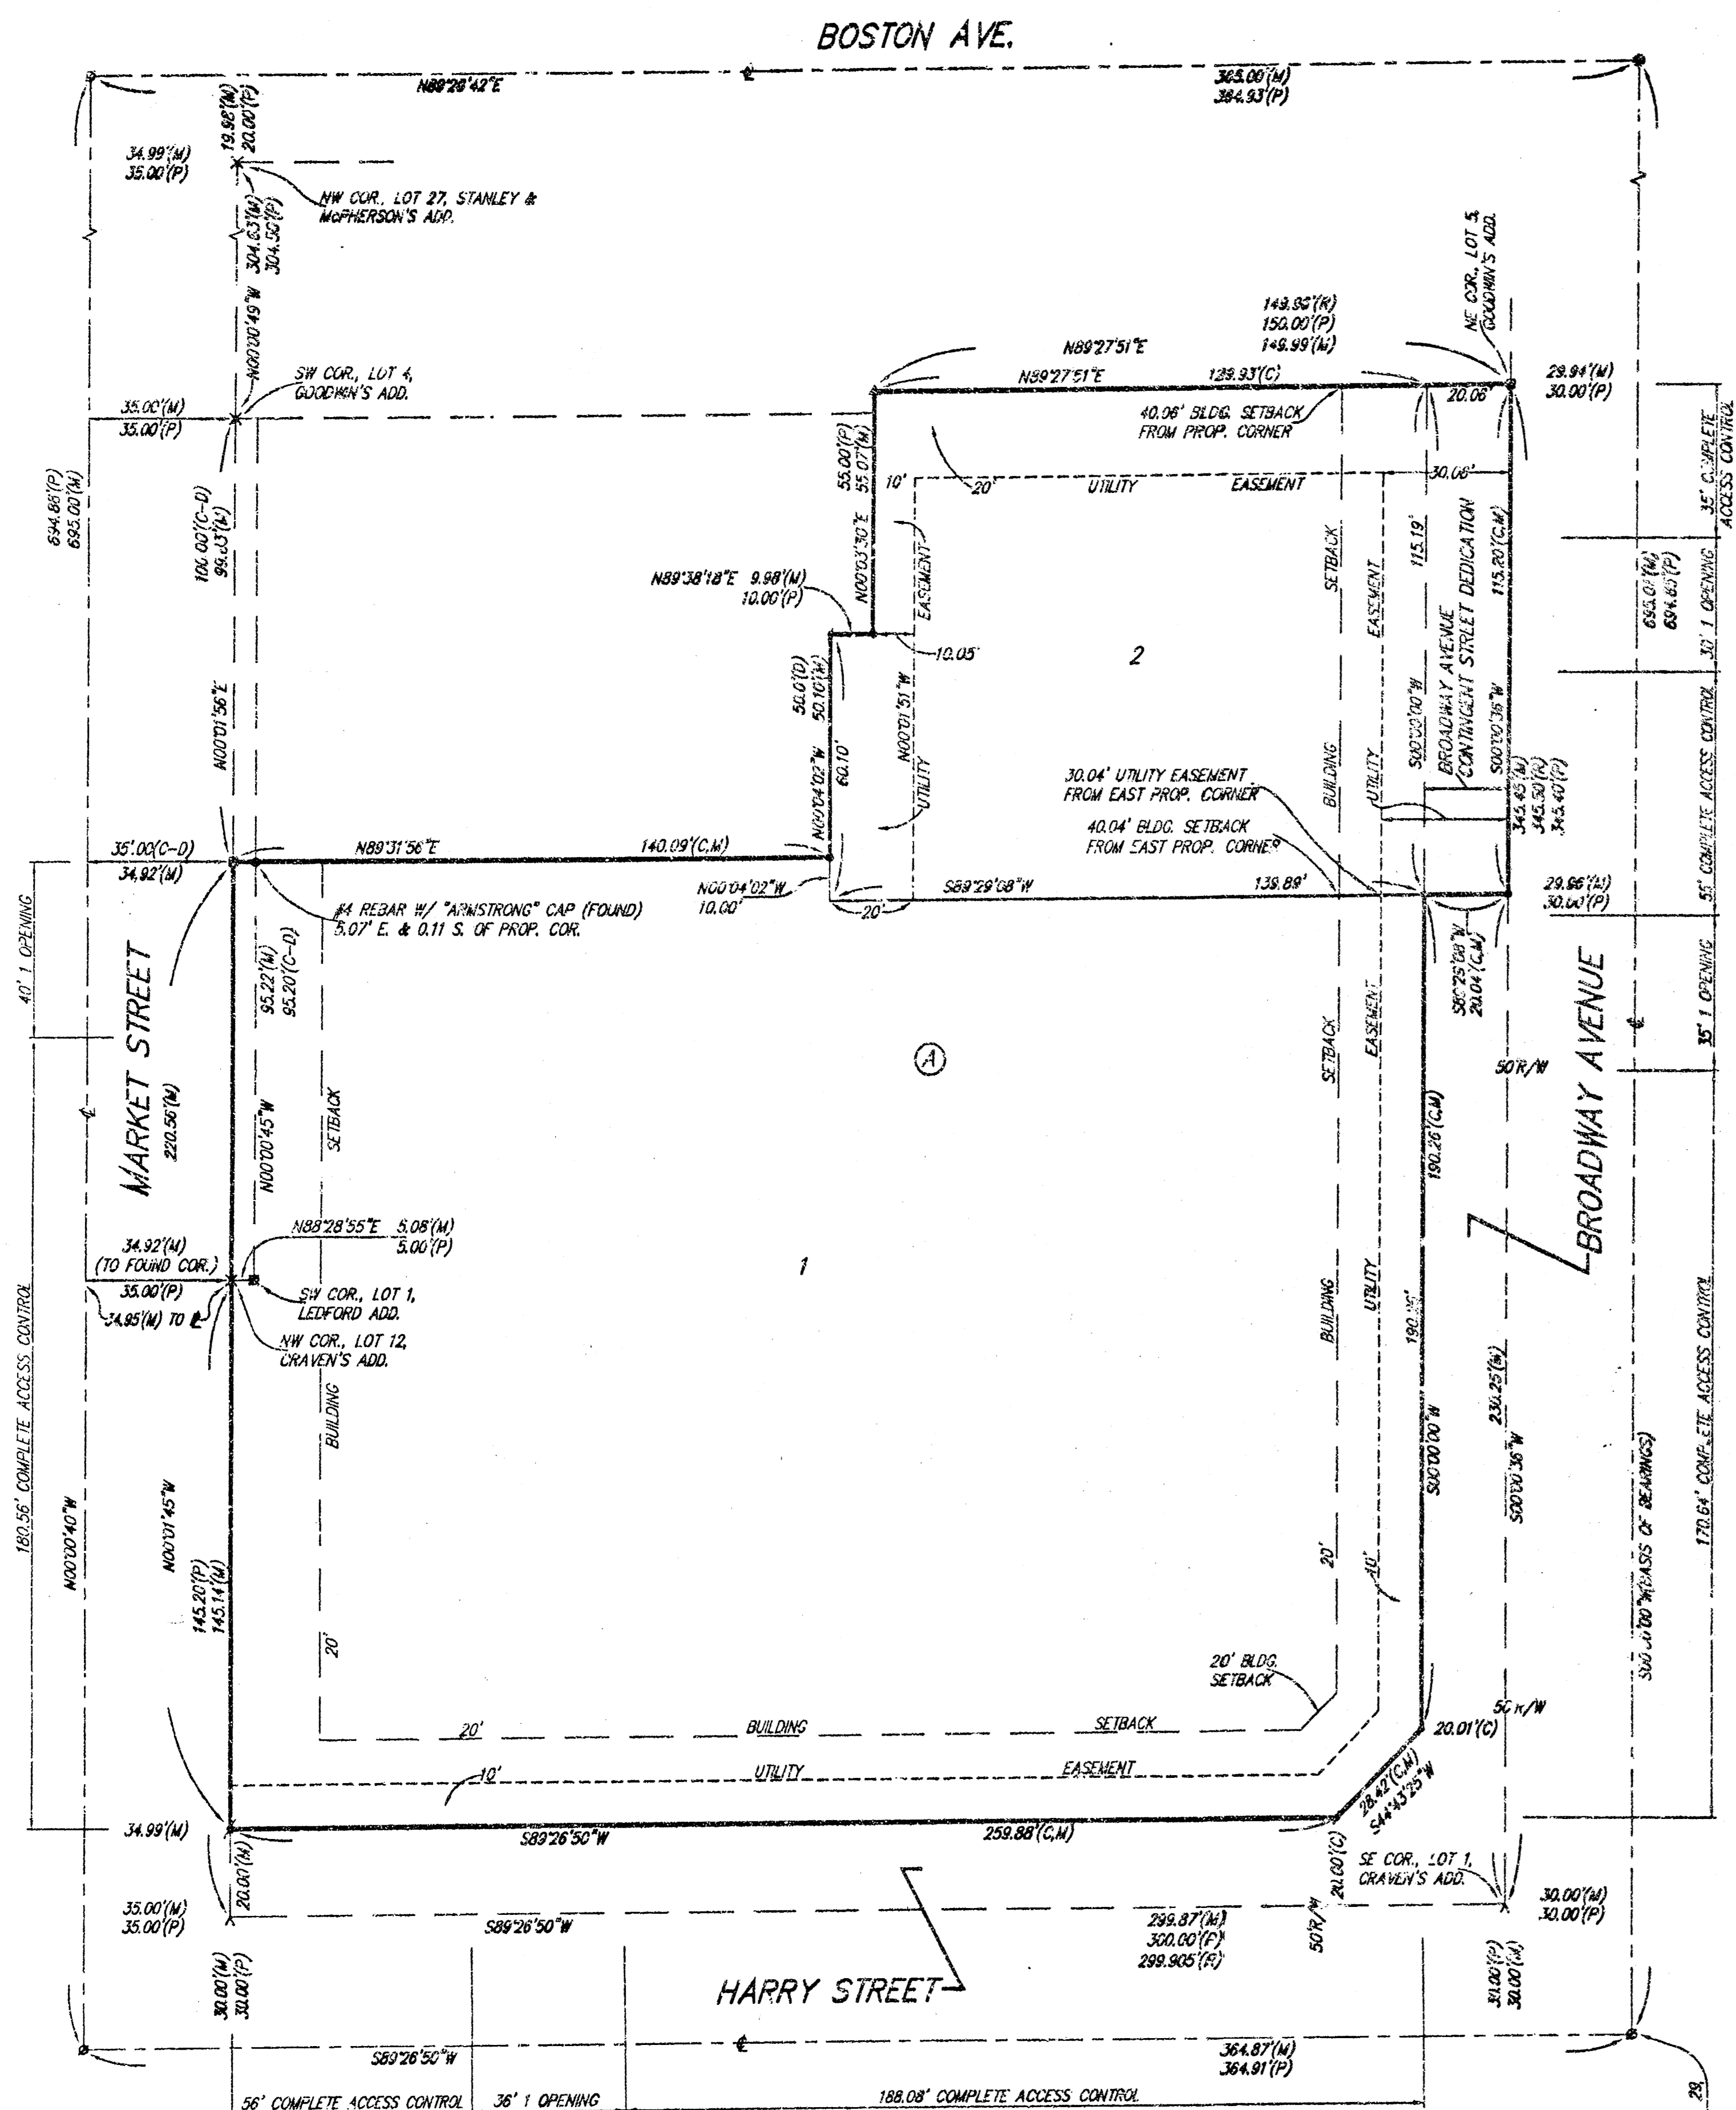 BOSTON AVE.
N89°29'42"E
365.00'(M)
364.93'(P)
19.98'(M)
20.00'(P)
34.99'(M)
35.00'(P)
NW COR., LOT 27, STANLEY &
McPHERSON'S ADD.
304.63'(M)
304.50'(P)
N00°00'49"W
SW COR., LOT 4,
GOODWIN'S ADD.
35.00'(M)
35.00'(P)
694.88'(P)
695.00'(M)
100.00'(C-D)
N00°01'56"E
NE COR., LOT 5,
GOODWIN'S ADD.
150.00'(P)
149.99'(M)
N89°27'51"E
N89°27'51"E
129.93'(C)
20.06'
29.94'(M)
30.00'(P)
40.06' BLDG. SETBACK
FROM PROP. CORNER
35' COMPLETE
ACCESS CONTROL
55.00'(P)
55.07'(M)
10'
20'
UTILITY
EASEMENT
30.06'
N00°03'30"E
EASEMENT
SETBACK
EASEMENT
115.19'
BROADWAY AVENUE
CONTINGENT STREET DEDICATION
115.20'(C,M)
30' 1 OPENING
N89°38'18"E 9.98'(M)
10.00'(P)
10.05'
2
50.0'(D)
50.10'(M)
60.10'
N00°04'02"W
N00°01'51"W
UTILITY
BUILDING
UTILITY
S00°00'00"W
S00°00'36"W
345.45'(M)
345.50'(R)
345.40'(P)
55' COMPLETE ACCESS CONTROL
30.04' UTILITY EASEMENT
FROM EAST PROP. CORNER
40.04' BLDG. SETBACK
FROM EAST PROP. CORNER
35.00'(C-D)
34.92'(M)
N89°31'56"E
140.09'(C,M)
N00°04'02"W
10.00'
20'
S89°29'08"W
139.89'
29.96'(M)
30.00'(P)
20.04'(C,M)
#4 REBAR W/ "ARMSTRONG" CAP (FOUND)
5.07' E. & 0.11 S. OF PROP. COR.
40' 1 OPENING
MARKET STREET
220.56'(M)
95.22'(M)
95.20'(C-D)
N00°00'45"W
SETBACK
A
SETBACK
EASEMENT
190.26'(C,M)
50'R/W
BROADWAY AVENUE
35' 1 OPENING
N88°28'55"E 5.08'(M)
5.00'(P)
34.92'(M)
(TO FOUND COR.)
35.00'(P)
34.95'(M) TO ℄
SW COR., LOT 1,
LEDFORD ADD.
NW COR., LOT 12,
CRAVEN'S ADD.
1
BUILDING
BUILDING
UTILITY
230.25'(M)
S00°00'00"W
S00°00'36"W
S00°00'00"W(BASIS OF BEARINGS)
170.64' COMPLETE ACCESS CONTROL
180.56' COMPLETE ACCESS CONTROL
N00°00'40"W
N00°01'45"W
145.20'(P)
145.14'(M)
20'
20'
10'
20' BLDG.
SETBACK
20'
BUILDING
SETBACK
50'R/W
20.01'(C)
10'
UTILITY
EASEMENT
28.42'(C,M)
S44°43'25"W
34.99'(M)
S89°26'50"W
259.88'(C,M)
20.00'(M)
20.00'(C)
SE COR., LOT 1,
CRAVEN'S ADD.
35.00'(M)
35.00'(P)
S89°26'50"W
299.87'(M)
300.00'(P)
299.905'(R)
50'R/W
30.00'(M)
30.00'(P)
30.00'(M)
30.00'(P)
HARRY STREET
30.00'(P)
30.00'(M)
S89°26'50"W
℄
364.87'(M)
364.91'(P)
56' COMPLETE ACCESS CONTROL
36' 1 OPENING
188.08' COMPLETE ACCESS CONTROL
29.